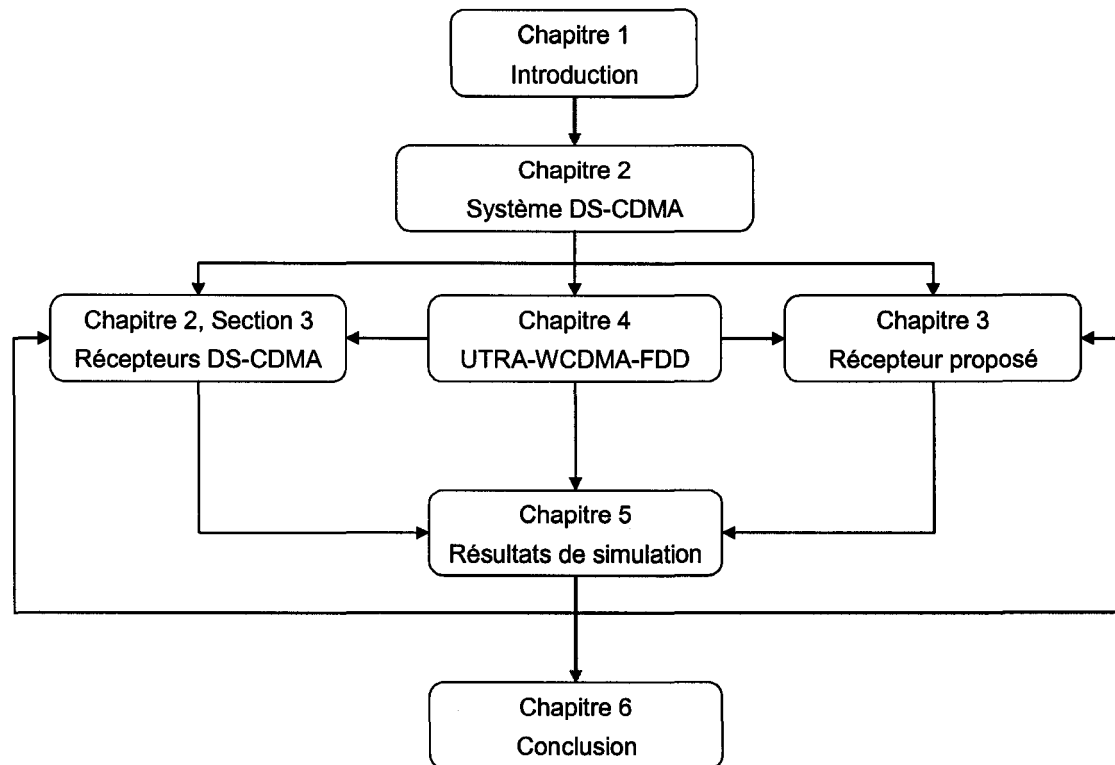 Chapitre 1
Introduction
Chapitre 2
Système DS-CDMA
Chapitre 2, Section 3
Récepteurs DS-CDMA
Chapitre 4
UTRA-WCDMA-FDD
Chapitre 3
Récepteur proposé
Chapitre 5
Résultats de simulation
Chapitre 6
Conclusion